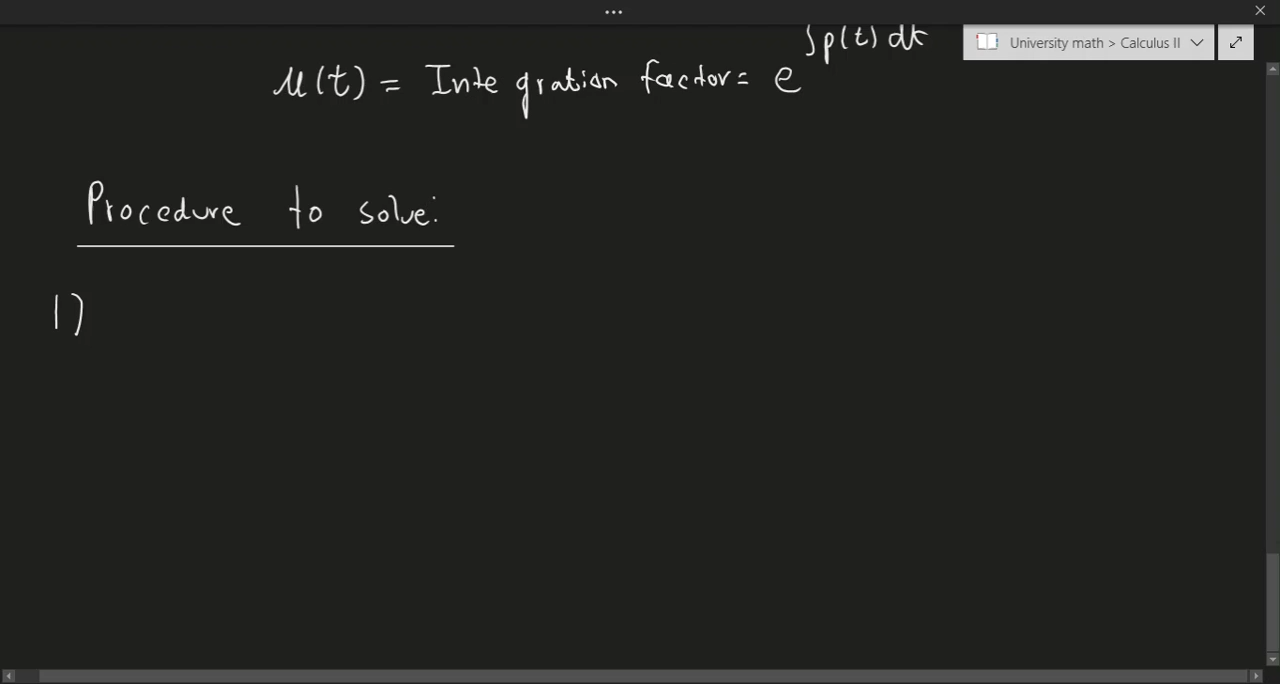 ...
University math > Calculus II
∫p(t) dt
μ(t) = Integration factor = e
Procedure to solve:
1)